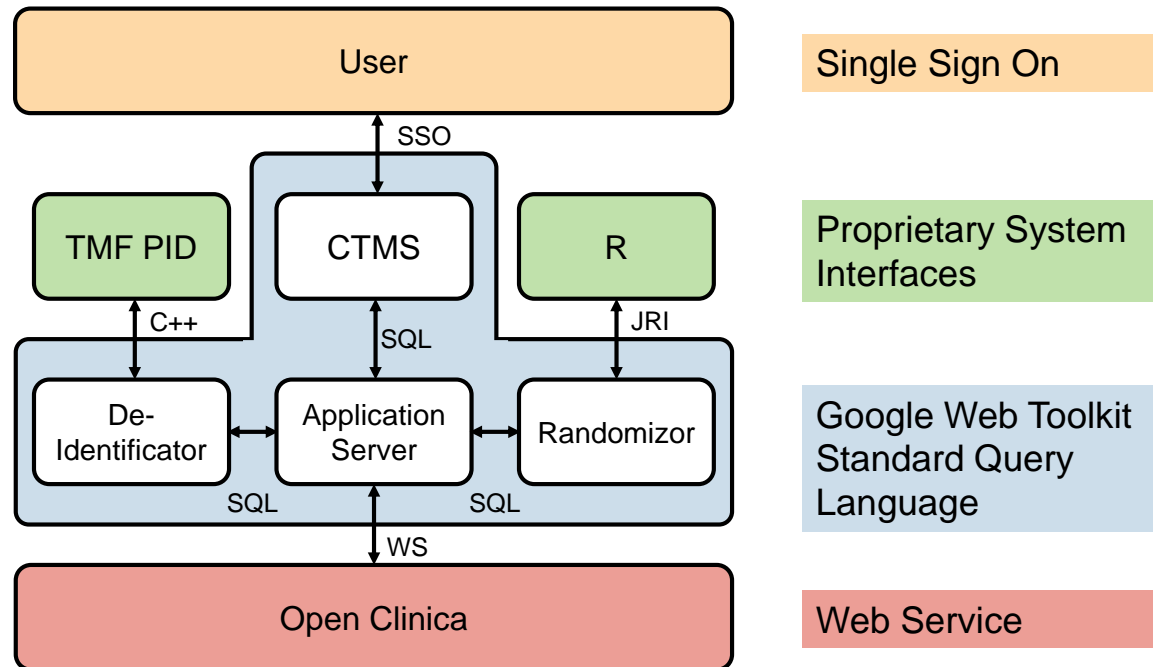 User
Single Sign On
SSO
TMF PID
CTMS
R
Proprietary System
Interfaces
C++
SQL
JRI
De-
Identificator
Application
Server
Randomizor
Google Web Toolkit
Standard Query
Language
SQL
SQL
WS
Open Clinica
Web Service